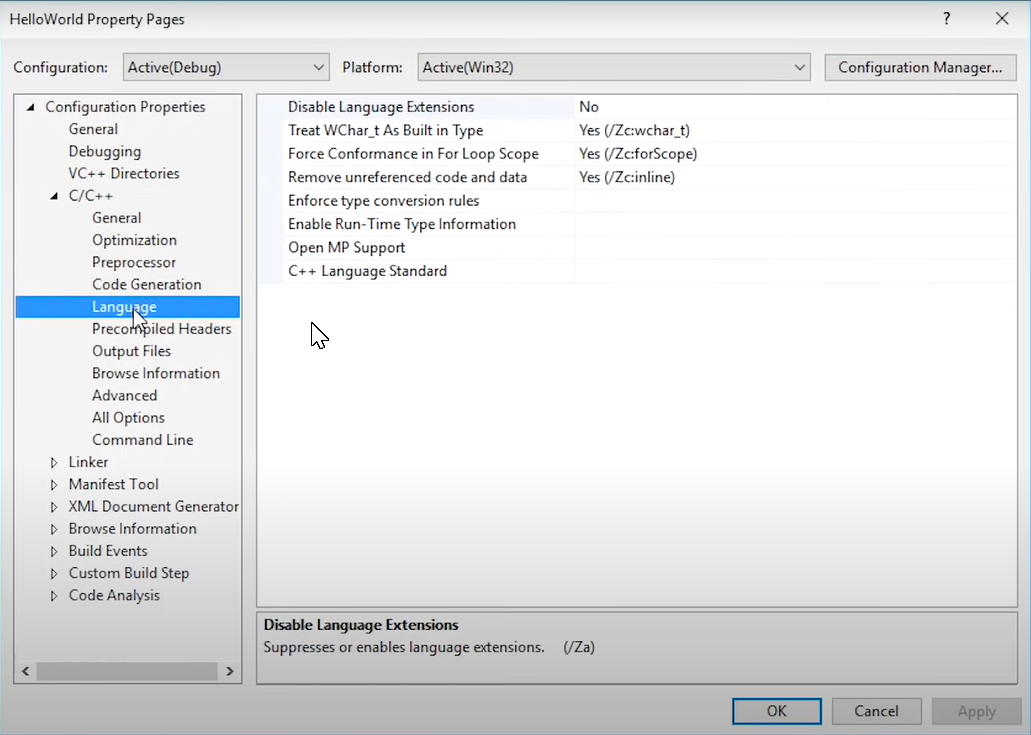 HelloWorld Property Pages
?
Configuration: Active(Debug) Platform: Active(Win32) Configuration Manager...
Configuration Properties
General
Debugging
VC++ Directories
C/C++
General
Optimization
Preprocessor
Code Generation
Language
Precompiled Headers
Output Files
Browse Information
Advanced
All Options
Command Line
Linker
Manifest Tool
XML Document Generator
Browse Information
Build Events
Custom Build Step
Code Analysis
Disable Language Extensions No
Treat WChar_t As Built in Type Yes (/Zc:wchar_t)
Force Conformance in For Loop Scope Yes (/Zc:forScope)
Remove unreferenced code and data Yes (/Zc:inline)
Enforce type conversion rules
Enable Run-Time Type Information
Open MP Support
C++ Language Standard
Disable Language Extensions
Suppresses or enables language extensions. (/Za)
OK Cancel Apply